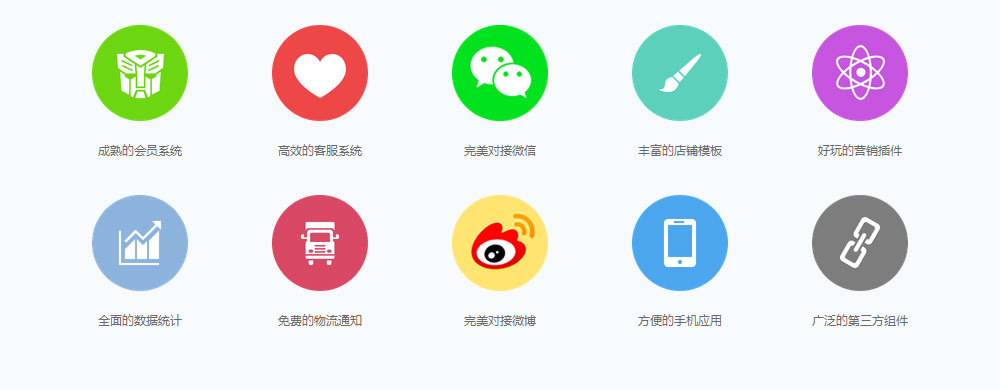 成熟的会员系统
高效的客服系统
完美对接微信
丰富的店铺模板
好玩的营销插件
全面的数据统计
免费的物流通知
完美对接微博
方便的手机应用
广泛的第三方组件